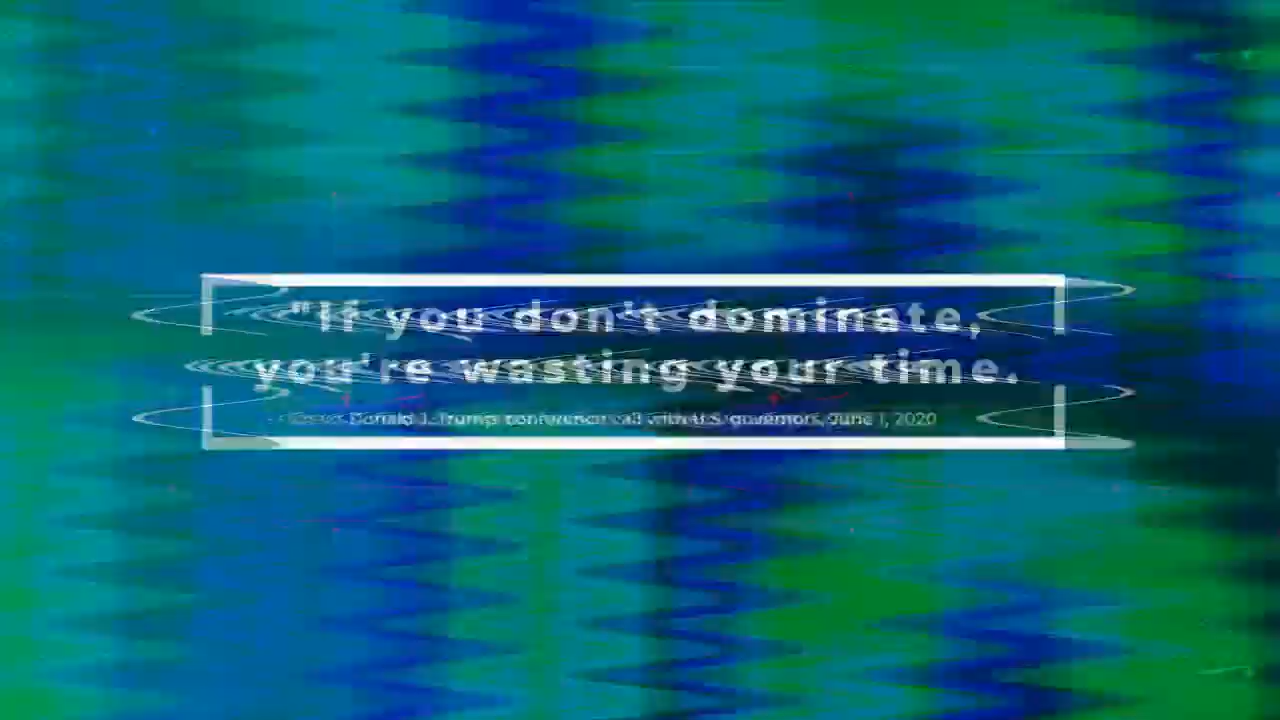 "If you don't dominate,
you're wasting your time.
Donald J. Trump conference call with U.S. governors, June 1, 2020